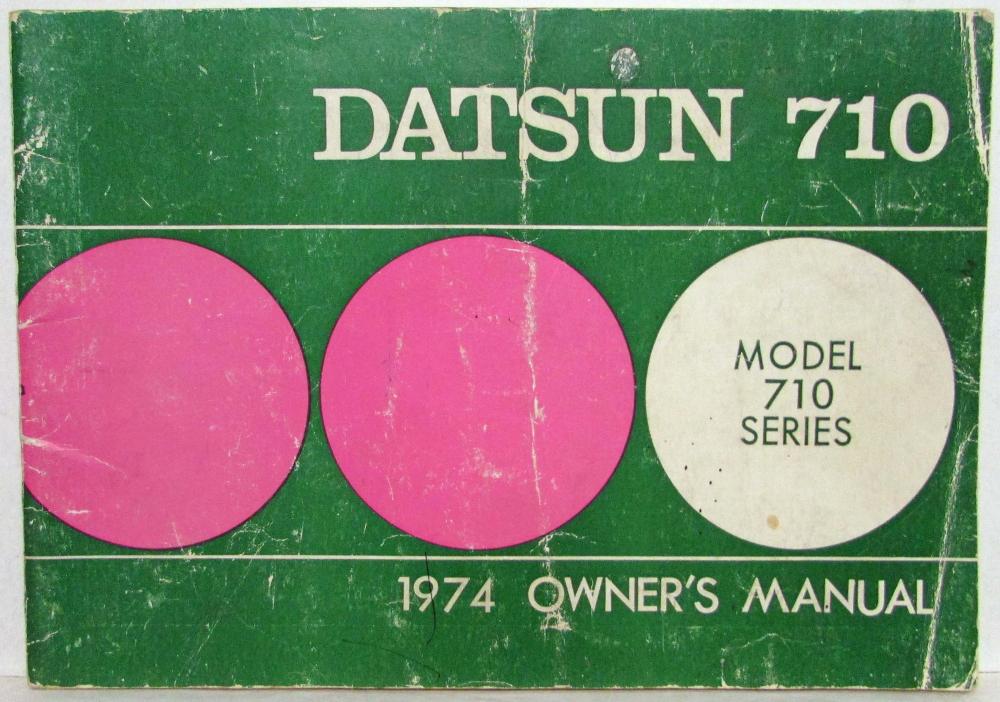 DATSUN 710
MODEL
710
SERIES
1974 OWNER'S MANUAL